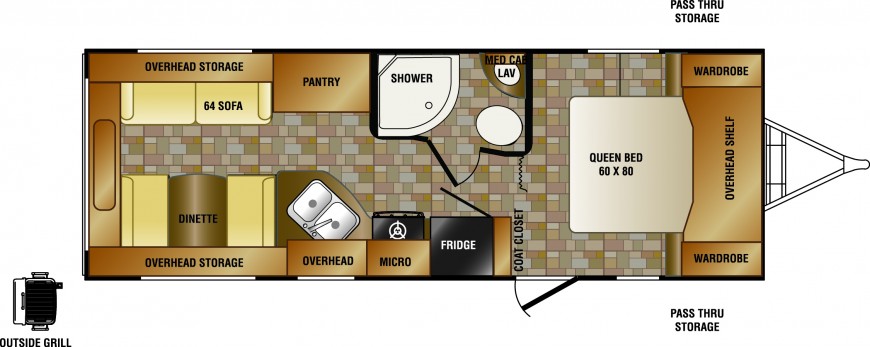 PASS THRU
STORAGE
OVERHEAD STORAGE
PANTRY
SHOWER
MED CAB
LAV
WARDROBE
64 SOFA
QUEEN BED
60 X 80
OVERHEAD SHELF
DINETTE
OVERHEAD STORAGE
OVERHEAD
MICRO
FRIDGE
COAT CLOSET
WARDROBE
PASS THRU
STORAGE
OUTSIDE GRILL